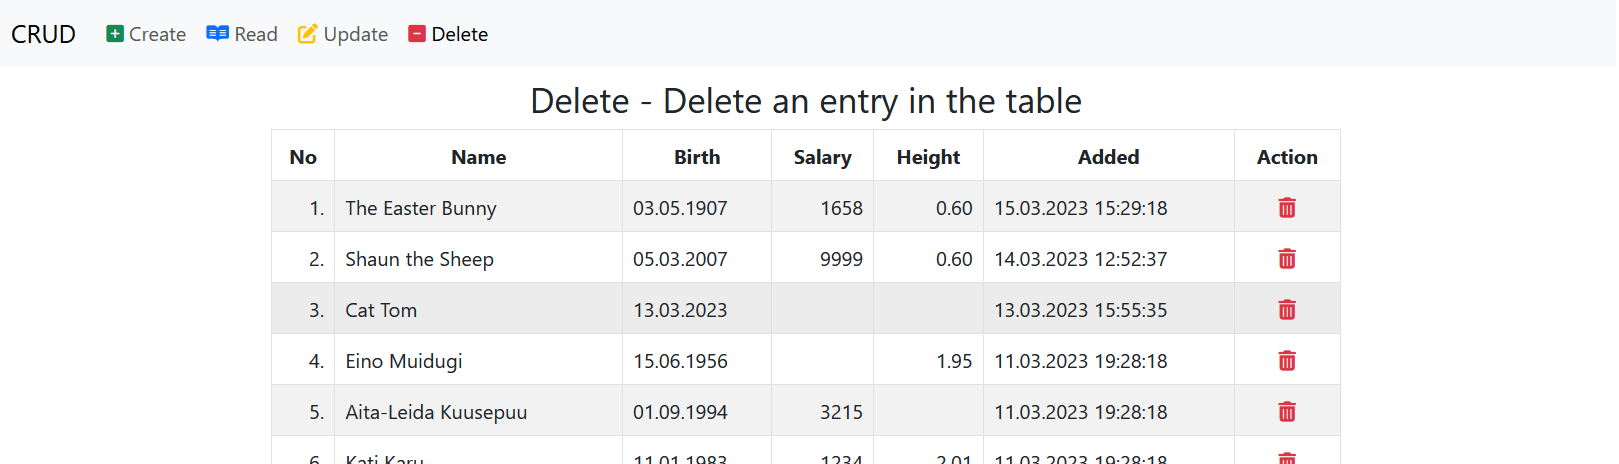 CRUD Create Read Update Delete
Delete - Delete an entry in the table
No Name Birth Salary Height Added Action
1. The Easter Bunny 03.05.1907 1658 0.60 15.03.2023 15:29:18
2. Shaun the Sheep 05.03.2007 9999 0.60 14.03.2023 12:52:37
3. Cat Tom 13.03.2023 13.03.2023 15:55:35
4. Eino Muidugi 15.06.1956 1.95 11.03.2023 19:28:18
5. Aita-Leida Kuusepuu 01.09.1994 3215 11.03.2023 19:28:18
6. Kati Karu 11.01.1983 1234 2.01 11.03.2023 19:28:18